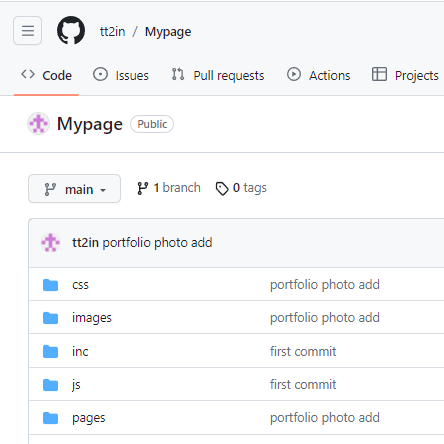 tt2in / Mypage
Code Issues Pull requests Actions Projects
Mypage Public
main 1 branch 0 tags
tt2in portfolio photo add
css portfolio photo add
images portfolio photo add
inc first commit
js first commit
pages portfolio photo add